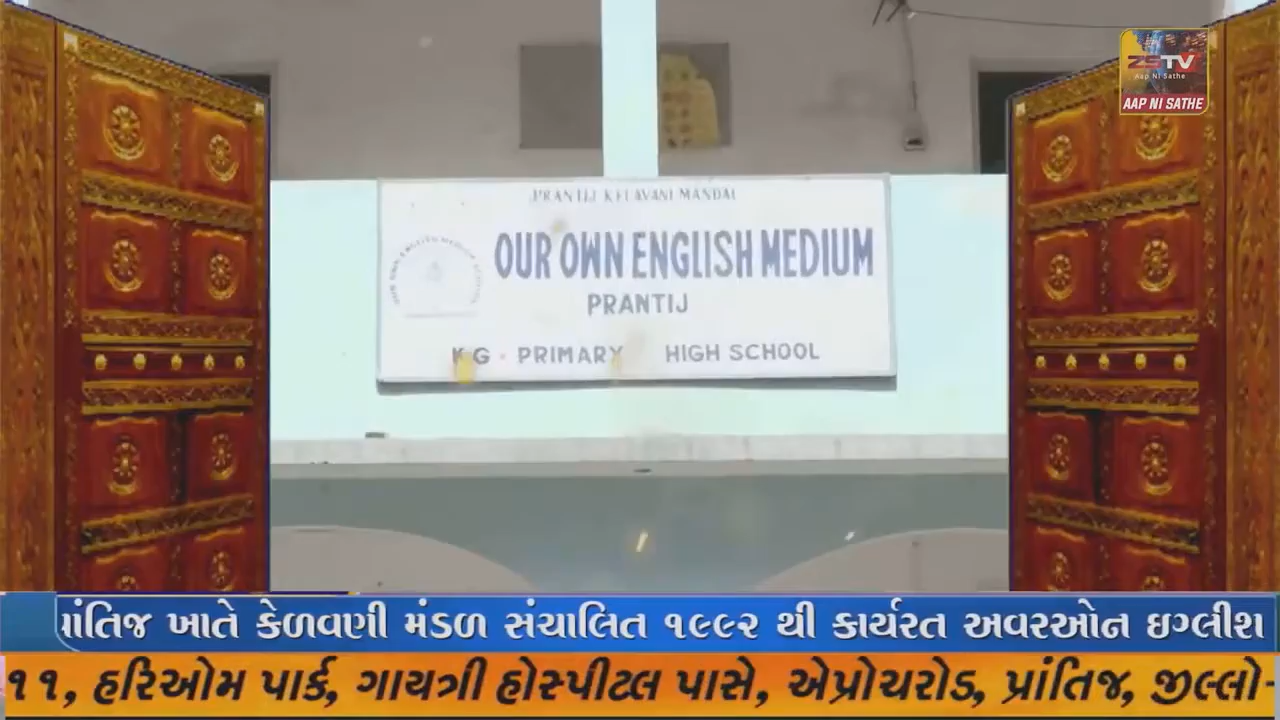 ZSTV
Aap Ni Sathe
AAP NI SATHE
PRANTIJ KELAVANI MANDAL
OUR OWN ENGLISH MEDIUM
PRANTIJ
KG - PRIMARY HIGH SCHOOL
પ્રાંતિજ ખાતે કેળવણી મંડળ સંચાલિત ૧૯૯૨ થી કાર્યરત અવરઓન ઇગ્લીશ
૧૧, હરિઓમ પાર્ક, ગાયત્રી હોસ્પીટલ પાસે, એપ્રોચરોડ, પ્રાંતિજ, જીલ્લો-